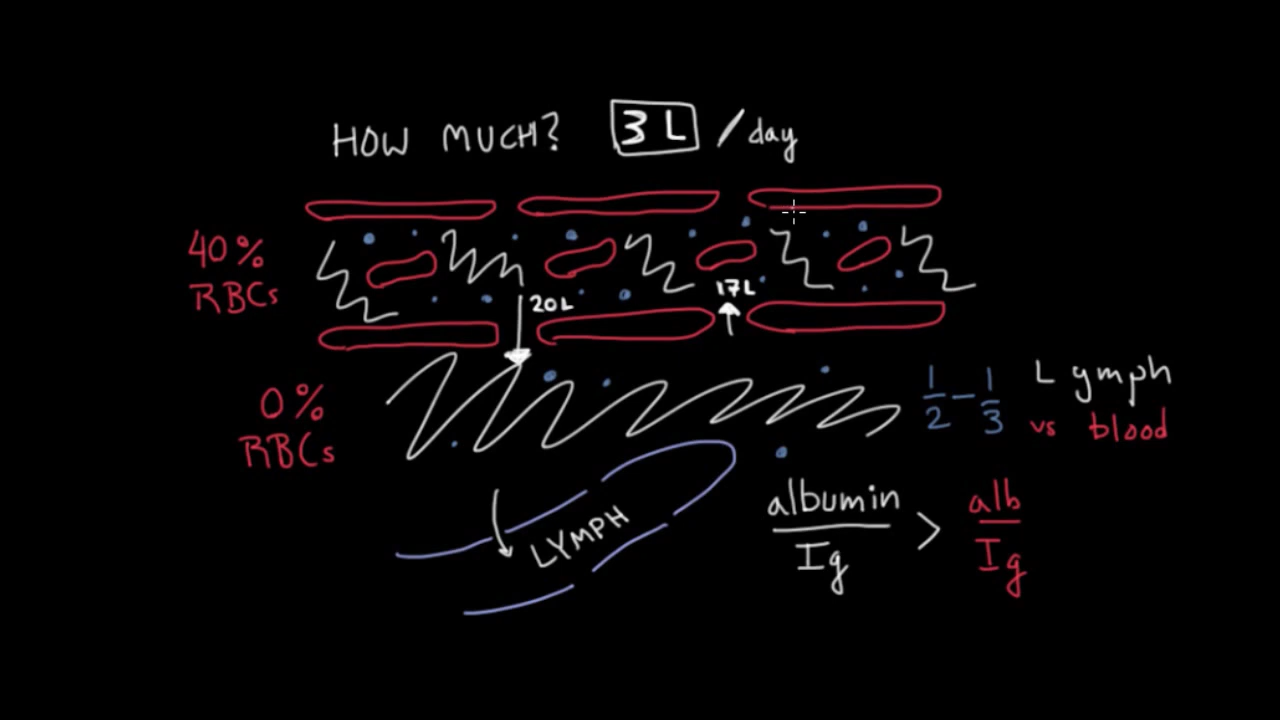 HOW MUCH? 3 L / day
40%
RBCs
20L
17L
0%
RBCs
1/2 - 1/3
Lymph
vs blood
LYMPH
albumin/Ig > alb/Ig